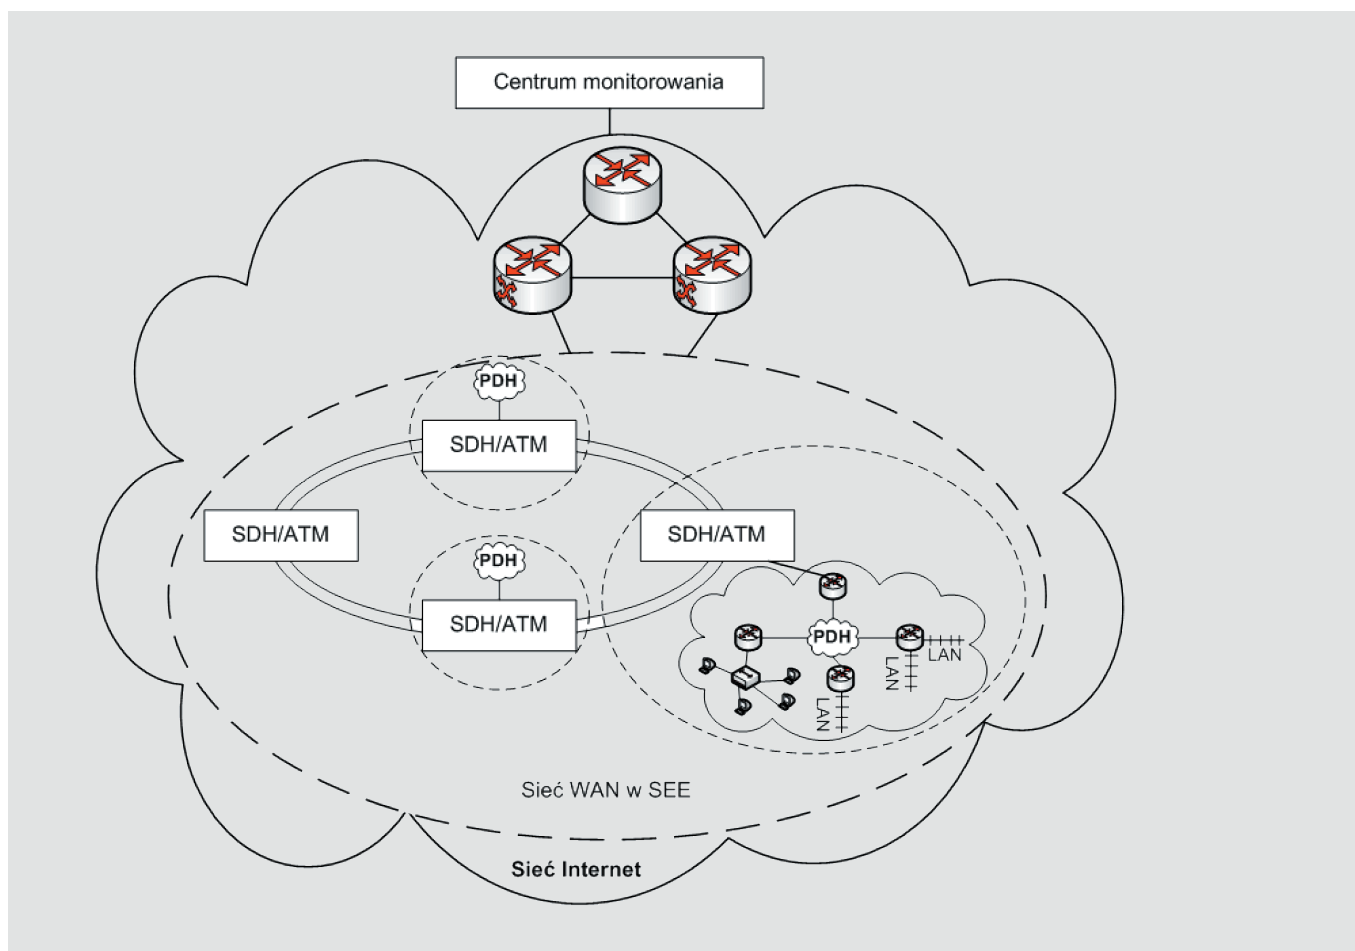 Centrum monitorowania
PDH
SDH/ATM
SDH/ATM
SDH/ATM
PDH
SDH/ATM
PDH
LAN
LAN
LAN
Sieć WAN w SEE
Sieć Internet